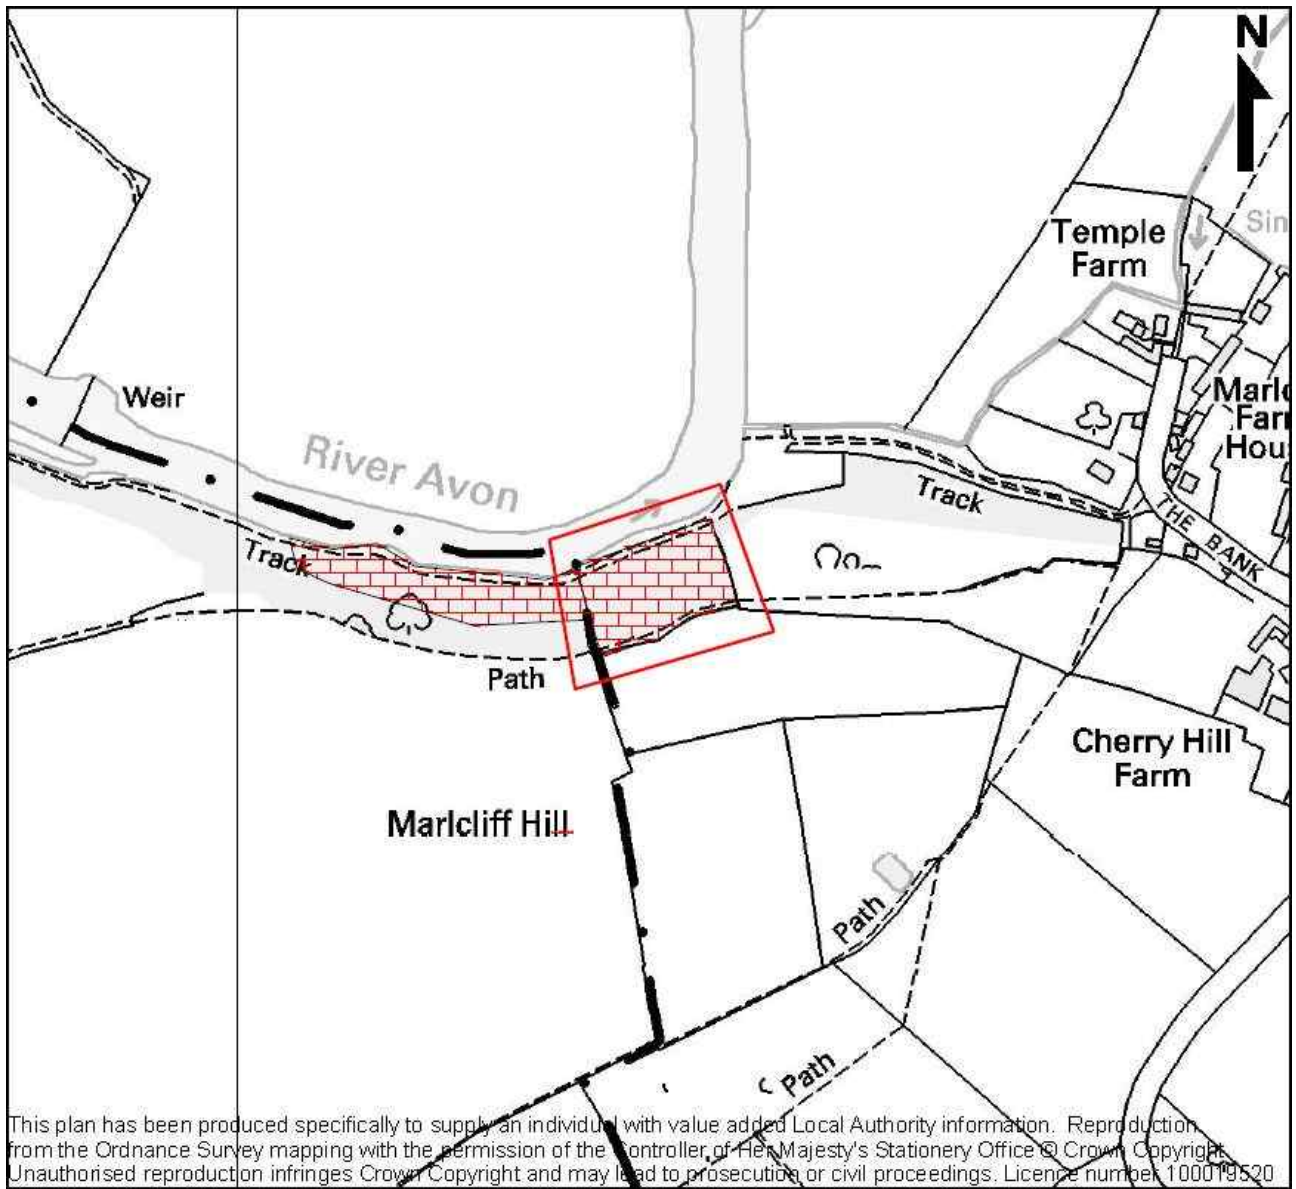 N
Temple
Farm
Weir
River Avon
Track
THE
BANK
Track
Path
Cherry Hill
Farm
Marlcliff Hill
Path
Path
This plan has been produced specifically to supply an individual with value added Local Authority information. Reproduction
from the Ordnance Survey mapping with the permission of the Controller of Her Majesty's Stationery Office © Crown Copyright
Unauthorised reproduction infringes Crown Copyright and may lead to prosecution or civil proceedings. Licence number 100019520